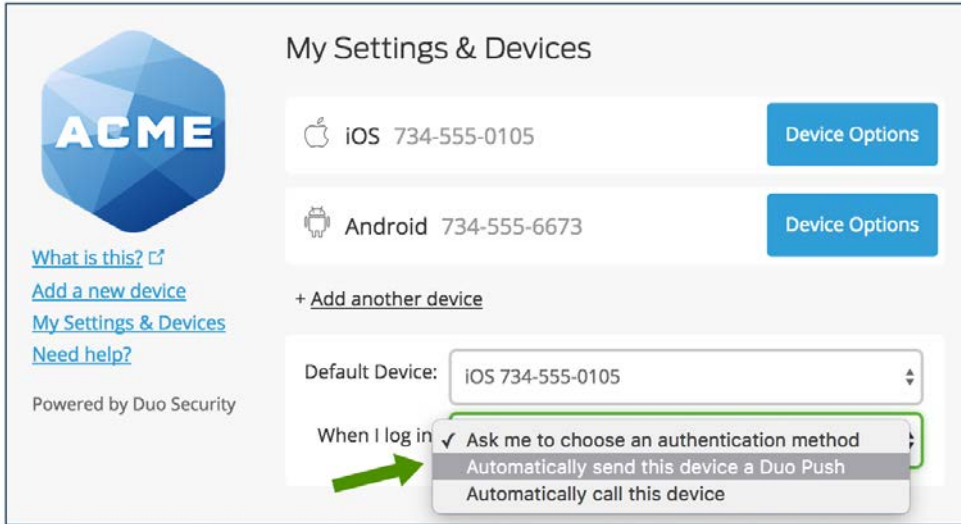 ACME
What is this?
Add a new device
My Settings & Devices
Need help?
Powered by Duo Security
My Settings & Devices
iOS 734-555-0105
Device Options
Android 734-555-6673
Device Options
+ Add another device
Default Device: iOS 734-555-0105
When I log in
✓ Ask me to choose an authentication method
Automatically send this device a Duo Push
Automatically call this device